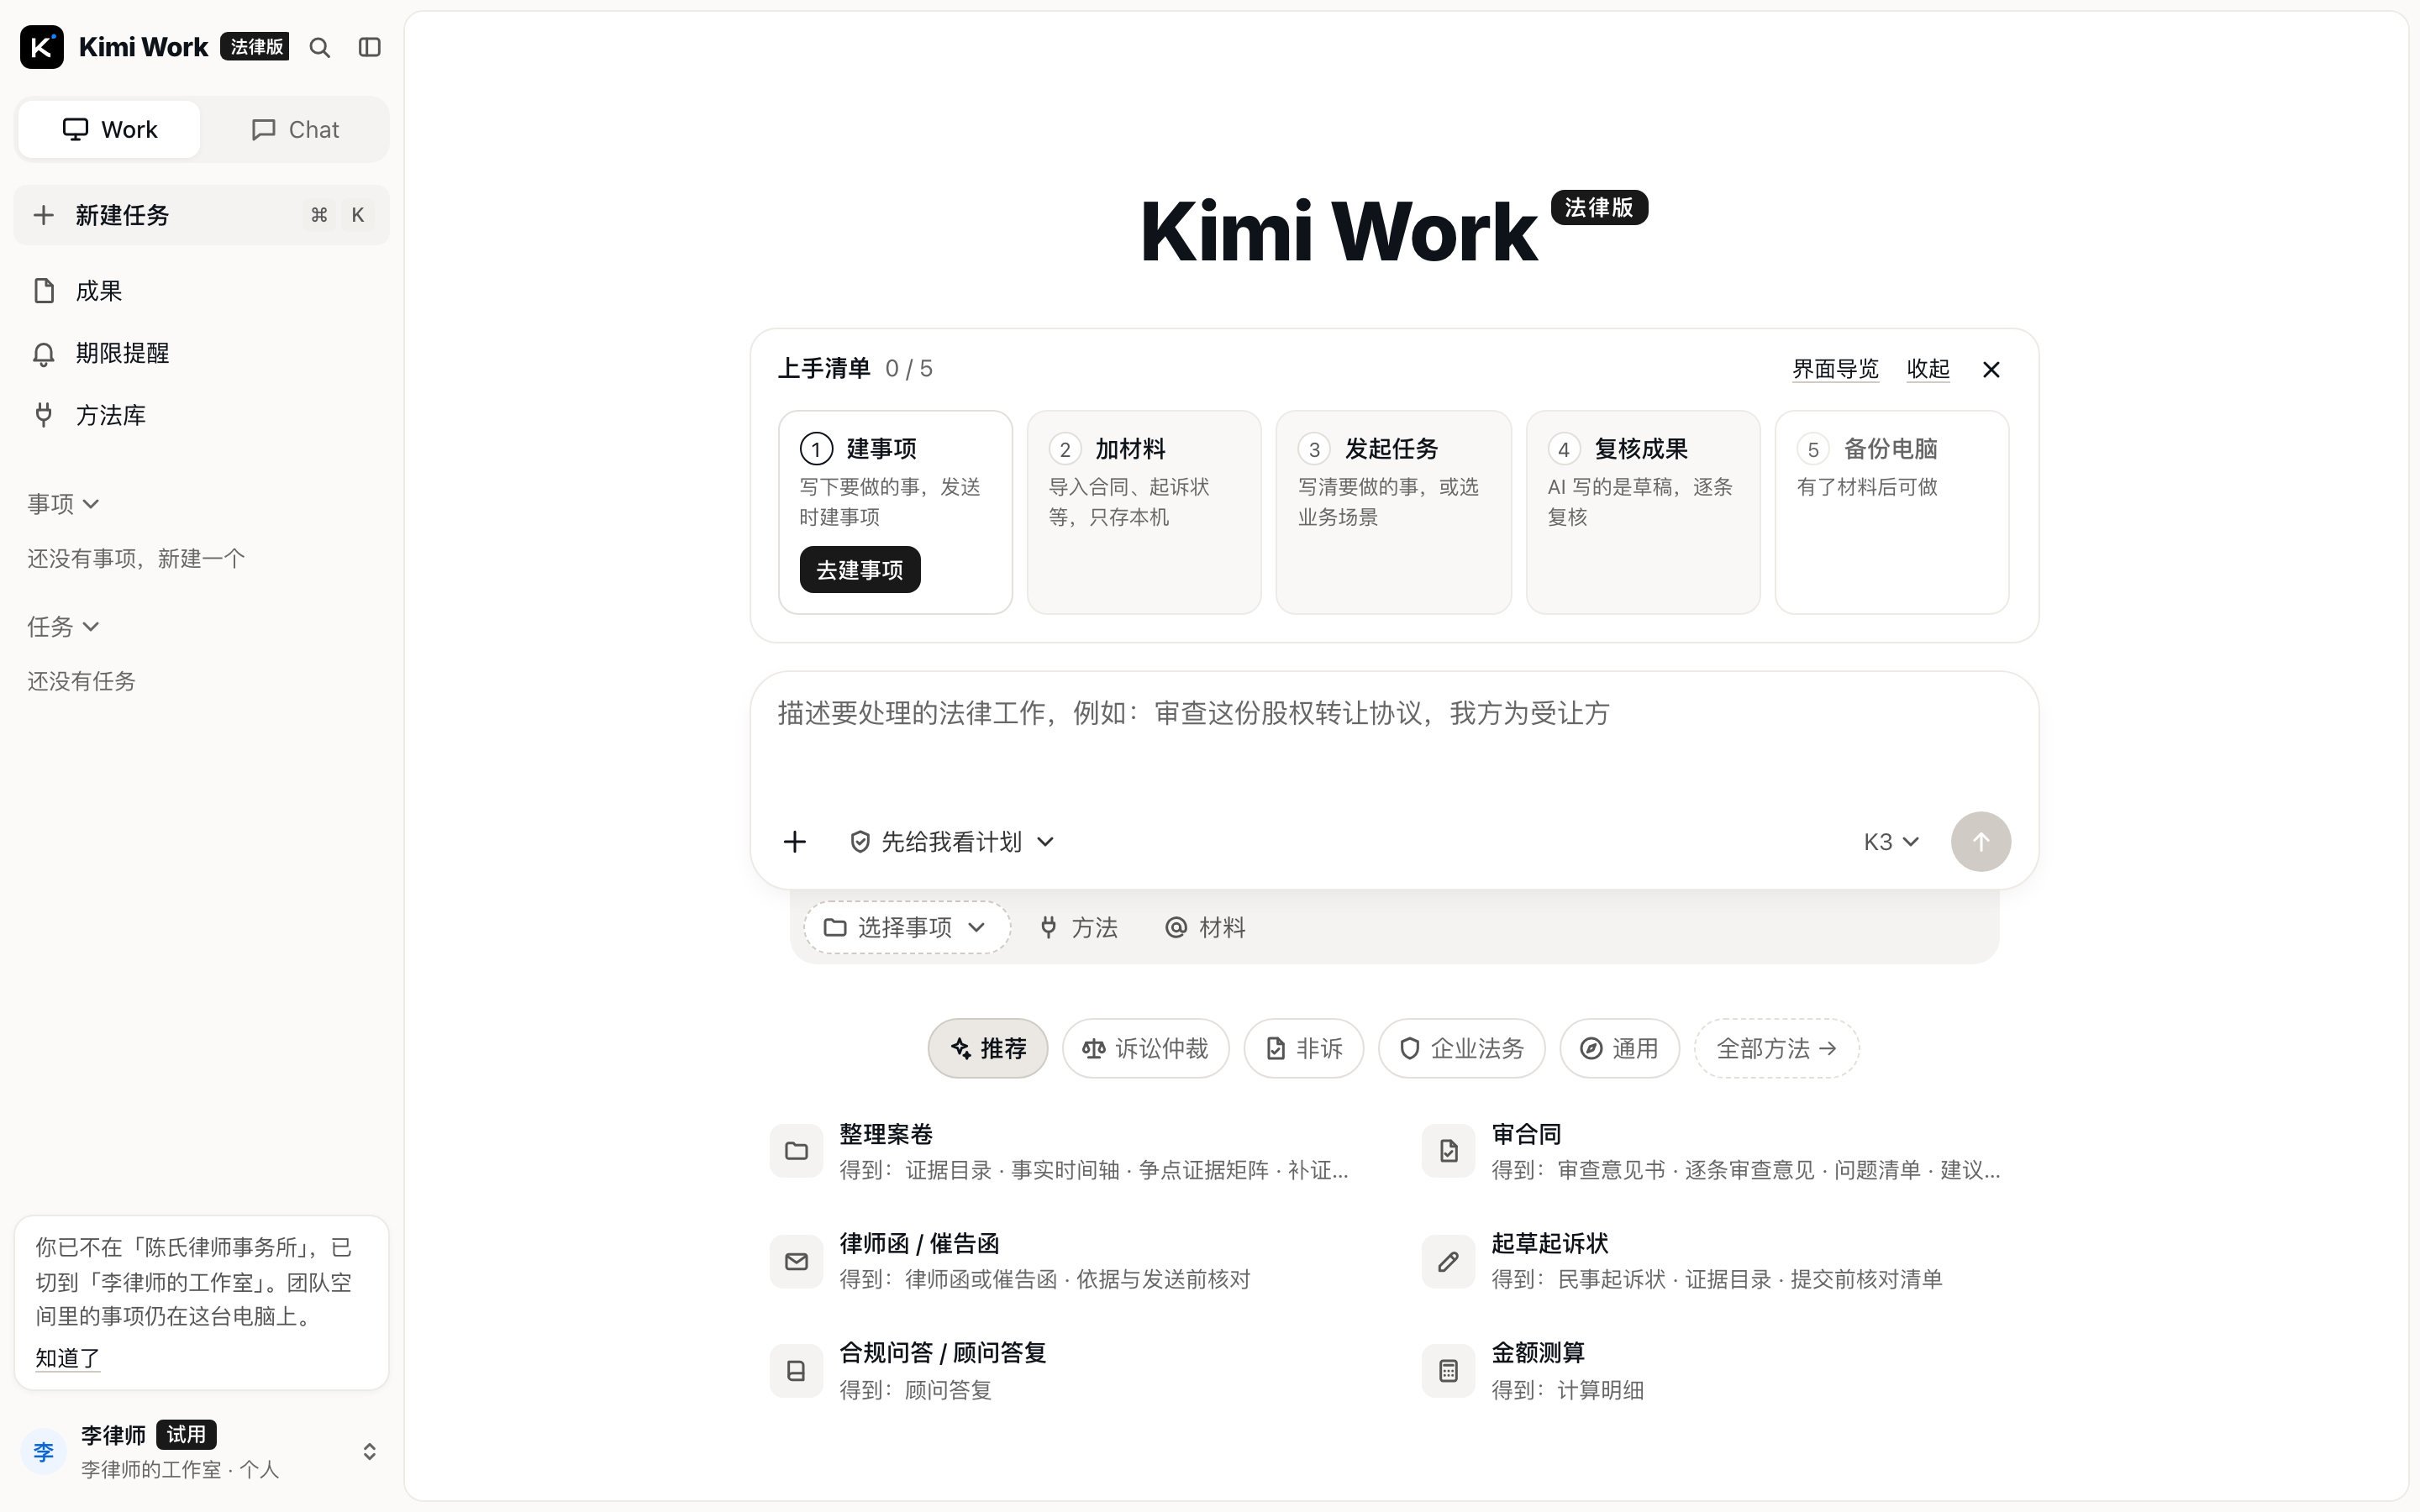 Kimi Work 法律版
Work
Chat
新建任务 ⌘ K
成果
期限提醒
方法库
事项
还没有事项，新建一个
任务
还没有任务
你已不在「陈氏律师事务所」，已
切到「李律师的工作室」。团队空
间里的事项仍在这台电脑上。
知道了
李
李律师 试用
李律师的工作室 · 个人
Kimi Work 法律版
上手清单 0 / 5
界面导览 收起
1 建事项
写下要做的事，发送
时建事项
去建事项
2 加材料
导入合同、起诉状
等，只存本机
3 发起任务
写清要做的事，或选
业务场景
4 复核成果
AI 写的是草稿，逐条
复核
5 备份电脑
有了材料后可做
描述要处理的法律工作，例如：审查这份股权转让协议，我方为受让方
先给我看计划
K3
选择事项
方法
@ 材料
推荐
诉讼仲裁
非诉
企业法务
通用
全部方法 →
整理案卷
得到：证据目录 · 事实时间轴 · 争点证据矩阵 · 补证...
审合同
得到：审查意见书 · 逐条审查意见 · 问题清单 · 建议...
律师函 / 催告函
得到：律师函或催告函 · 依据与发送前核对
起草起诉状
得到：民事起诉状 · 证据目录 · 提交前核对清单
合规问答 / 顾问答复
得到：顾问答复
金额测算
得到：计算明细